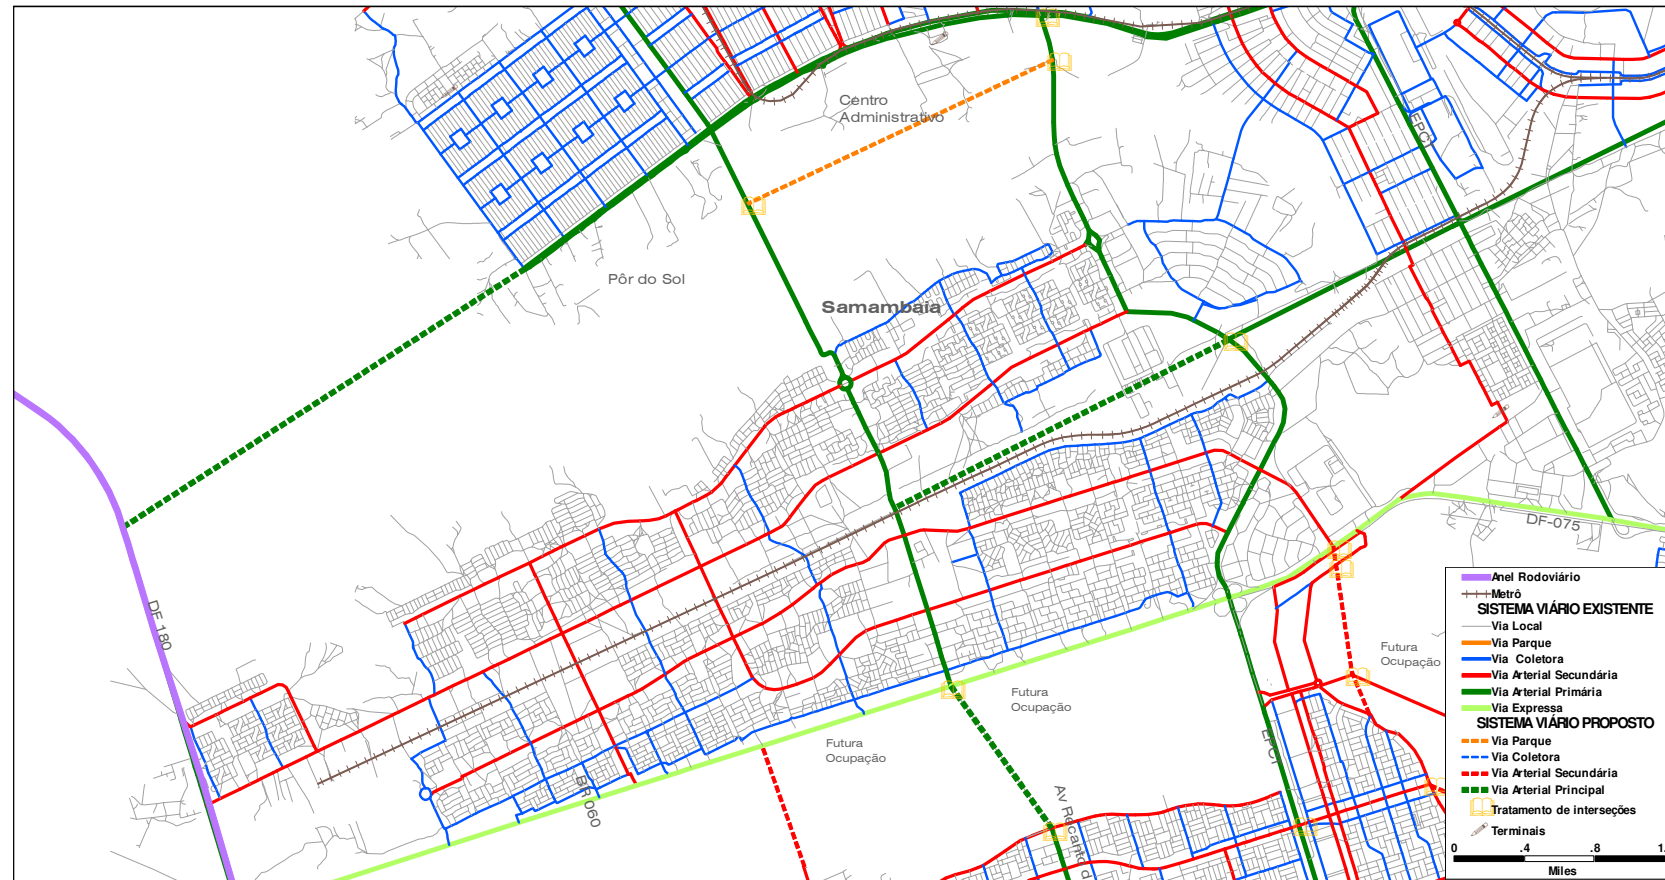 Centro
Administrativo
EPCT
Pôr do Sol
Samambaia
DF-075
DF 180
Futura
Ocupação
Futura
Ocupação
Futura
Ocupação
BR 060
EPCT
Av Recanto d
Anel Rodoviário
Metrô
SISTEMA VIÁRIO EXISTENTE
Via Local
Via Parque
Via Coletora
Via Arterial Secundária
Via Arterial Primária
Via Expressa
SISTEMA VIÁRIO PROPOSTO
Via Parque
Via Coletora
Via Arterial Secundária
Via Arterial Principal
Tratamento de interseções
Terminais
0 .4 .8 1.
Miles